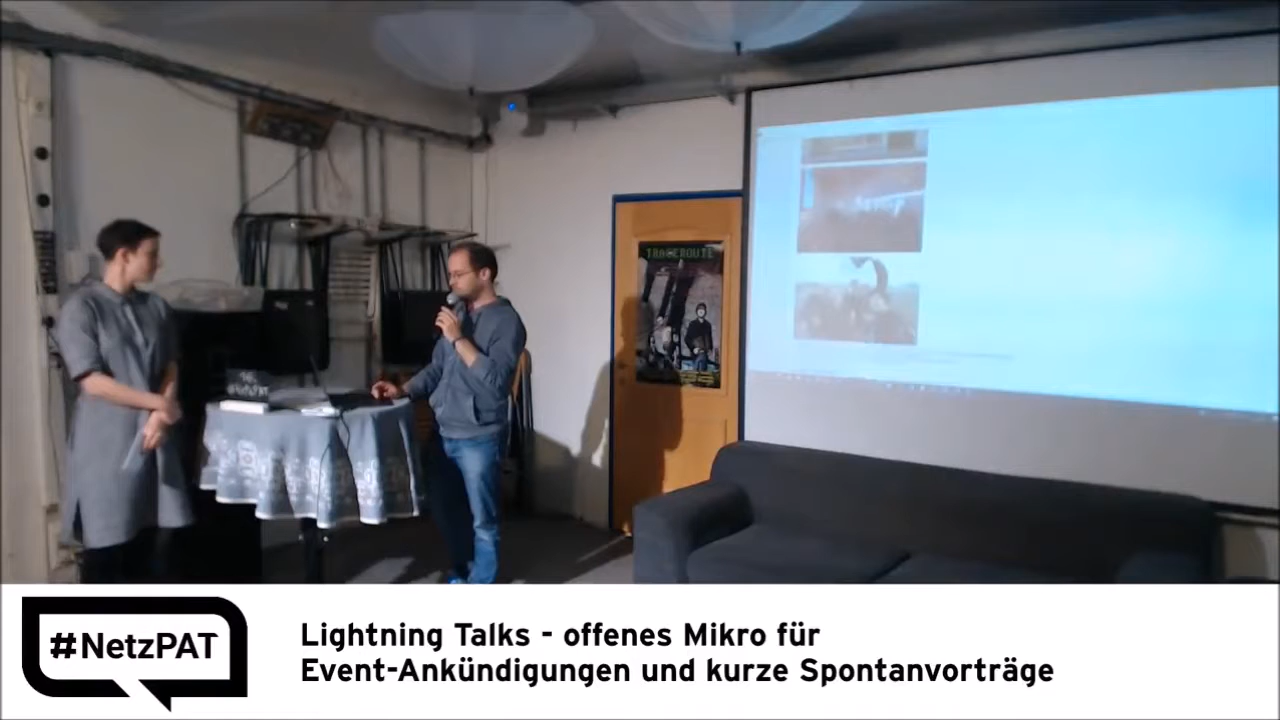 TRACEROUTE
#NetzPAT
Lightning Talks - offenes Mikro für
Event-Ankündigungen und kurze Spontanvorträge